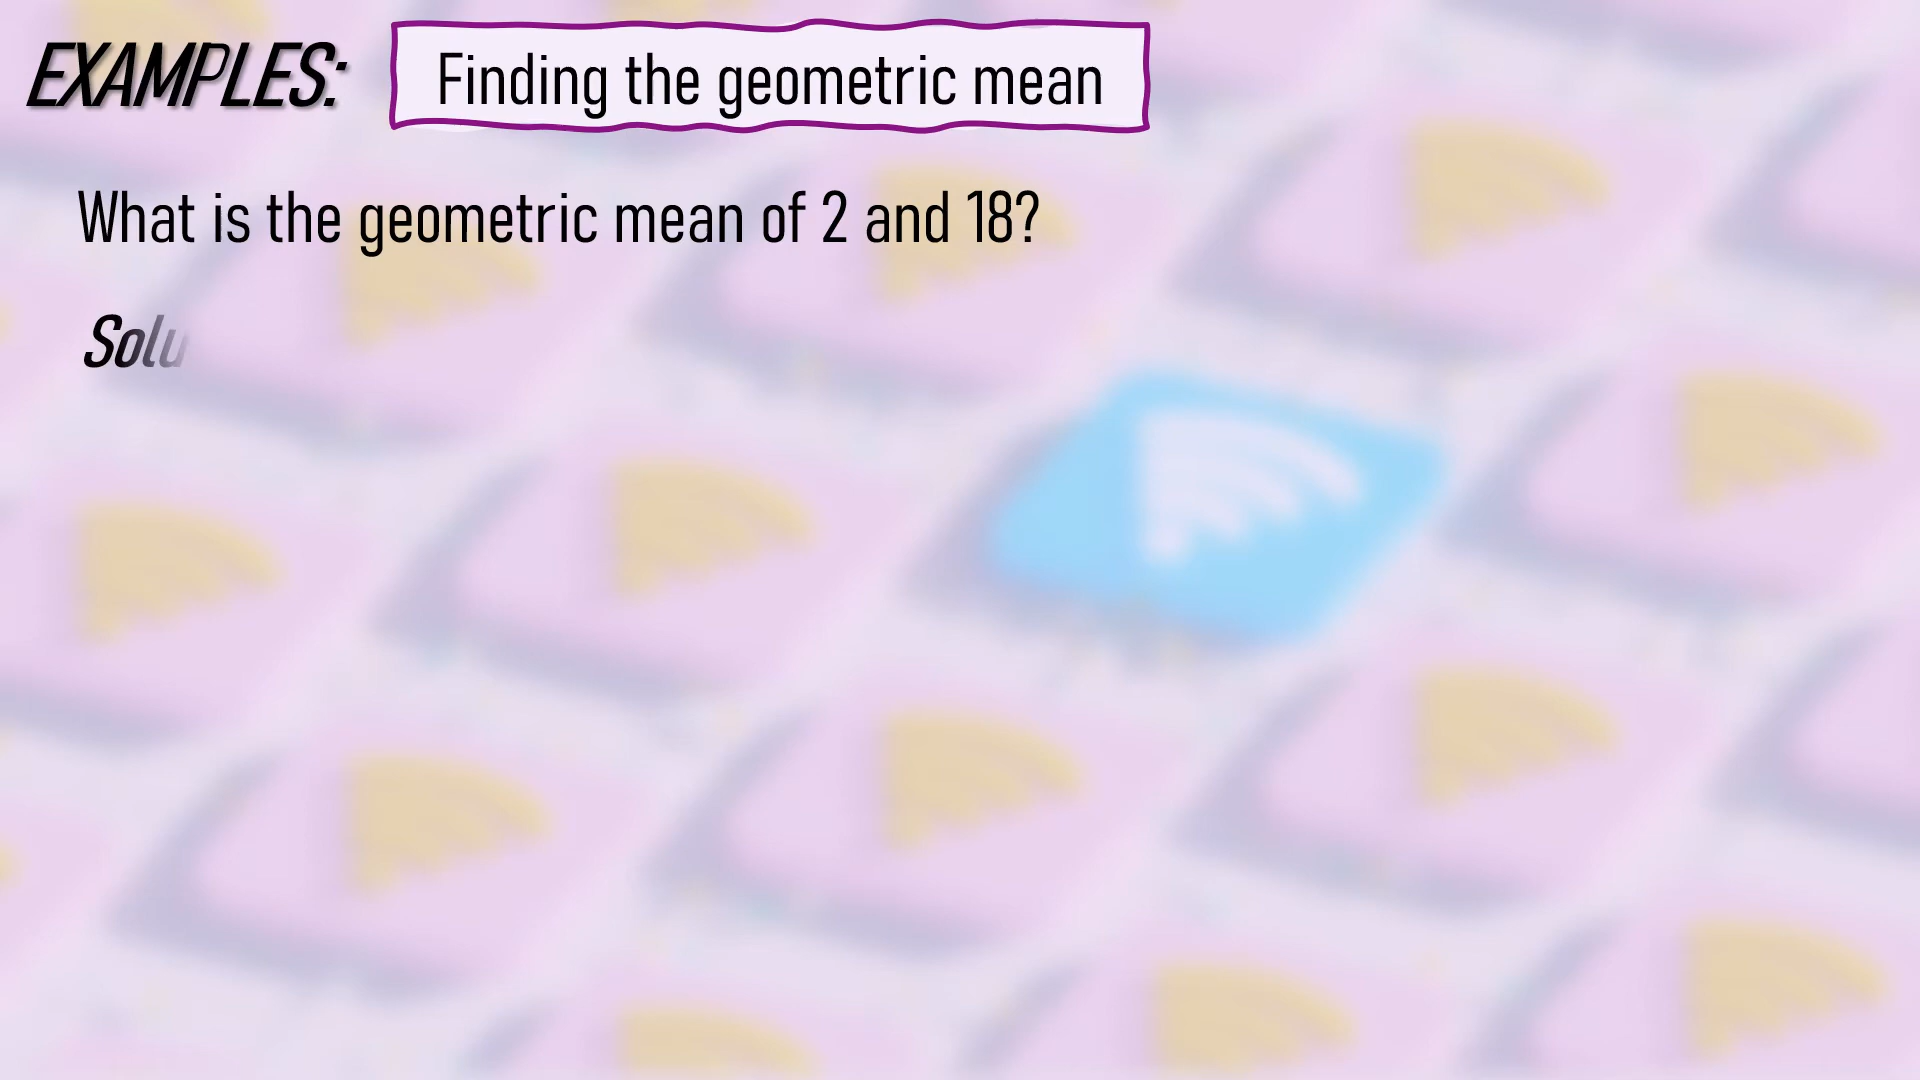 EXAMPLES:
Finding the geometric mean
What is the geometric mean of 2 and 18?
Solu